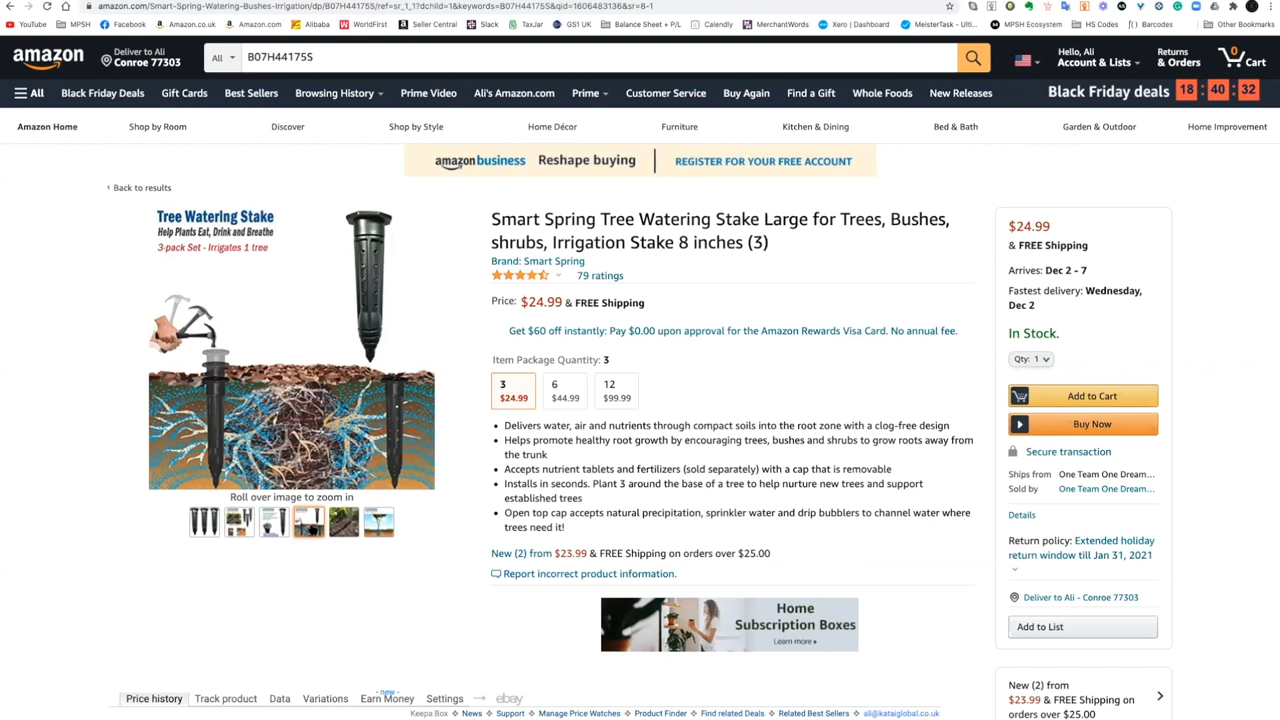 amazon.com/Smart-Spring-Watering-Bushes-Irrigation/dp/B07H44175S/ref=sr_1_1?dchild=1&keywords=B07H44175S&qid=1606483136&sr=8-1
YouTube MPSH Facebook Amazon.co.uk Amazon.com Alibaba WorldFirst Seller Central Slack TaxJar GS1 UK Balance Sheet + P/L Calendly MerchantWords Xero | Dashboard MeisterTask - Ulti... MPSH Ecosystem HS Codes Barcodes Other Bookmarks
amazon Deliver to Ali Conroe 77303 All B07H44175S Hello, Ali Account & Lists Returns & Orders 0 Cart
All Black Friday Deals Gift Cards Best Sellers Browsing History Prime Video Ali's Amazon.com Prime Customer Service Buy Again Find a Gift Whole Foods New Releases Black Friday deals 18 : 40 : 32
Amazon Home Shop by Room Discover Shop by Style Home Décor Furniture Kitchen & Dining Bed & Bath Garden & Outdoor Home Improvement
amazon business Reshape buying REGISTER FOR YOUR FREE ACCOUNT
‹ Back to results
Tree Watering Stake
Help Plants Eat, Drink and Breathe
3-pack Set - Irrigates 1 tree
Roll over image to zoom in
Smart Spring Tree Watering Stake Large for Trees, Bushes,
shrubs, Irrigation Stake 8 inches (3)
Brand: Smart Spring
79 ratings
Price: $24.99 & FREE Shipping
Get $60 off instantly: Pay $0.00 upon approval for the Amazon Rewards Visa Card. No annual fee.
Item Package Quantity: 3
3 6 12
$24.99 $44.99 $99.99
• Delivers water, air and nutrients through compact soils into the root zone with a clog-free design
• Helps promote healthy root growth by encouraging trees, bushes and shrubs to grow roots away from
the trunk
• Accepts nutrient tablets and fertilizers (sold separately) with a cap that is removable
• Installs in seconds. Plant 3 around the base of a tree to help nurture new trees and support
established trees
• Open top cap accepts natural precipitation, sprinkler water and drip bubblers to channel water where
trees need it!
New (2) from $23.99 & FREE Shipping on orders over $25.00
Report incorrect product information.
Home
Subscription Boxes
Learn more
$24.99
& FREE Shipping
Arrives: Dec 2 - 7
Fastest delivery: Wednesday,
Dec 2
In Stock.
Qty: 1
Add to Cart
Buy Now
Secure transaction
Ships from One Team One Dream...
Sold by One Team One Dream...
Details
Return policy: Extended holiday
return window till Jan 31, 2021
Deliver to Ali - Conroe 77303
Add to List
New (2) from
$23.99 & FREE Shipping on
orders over $25.00
Price history Track product Data Variations - new - Earn Money Settings ebay
Keepa Box News Support Manage Price Watches Product Finder Find related Deals Related Best Sellers ali@kataiglobal.co.uk